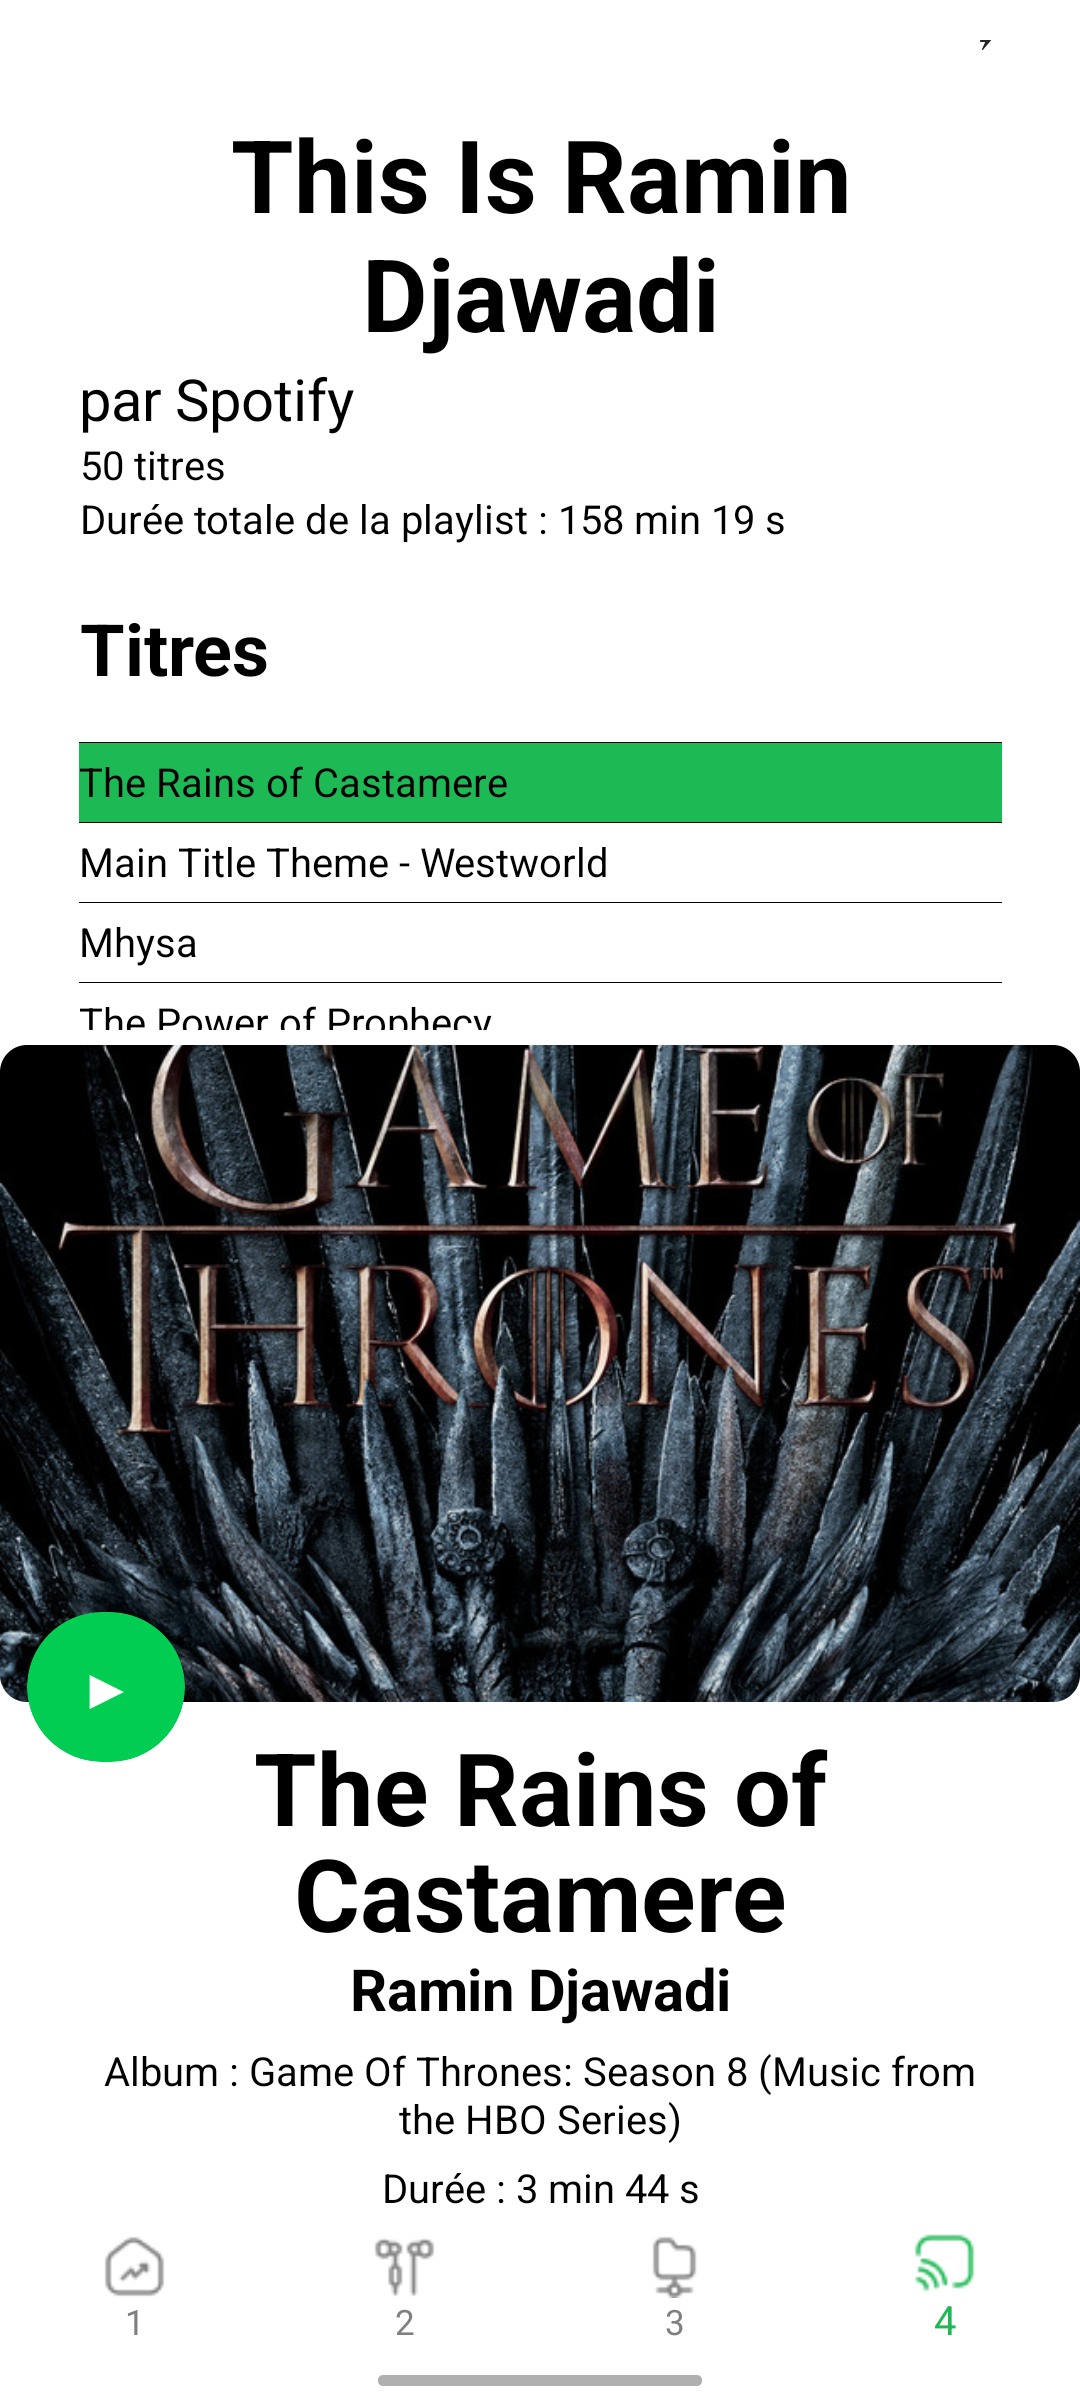 This Is Ramin
Djawadi
par Spotify
50 titres
Durée totale de la playlist : 158 min 19 s
Titres
The Rains of Castamere
Main Title Theme - Westworld
Mhysa
The Power of Prophecy
GAME OF
THRONES™
The Rains of
Castamere
Ramin Djawadi
Album : Game Of Thrones: Season 8 (Music from
the HBO Series)
Durée : 3 min 44 s
1
2
3
4